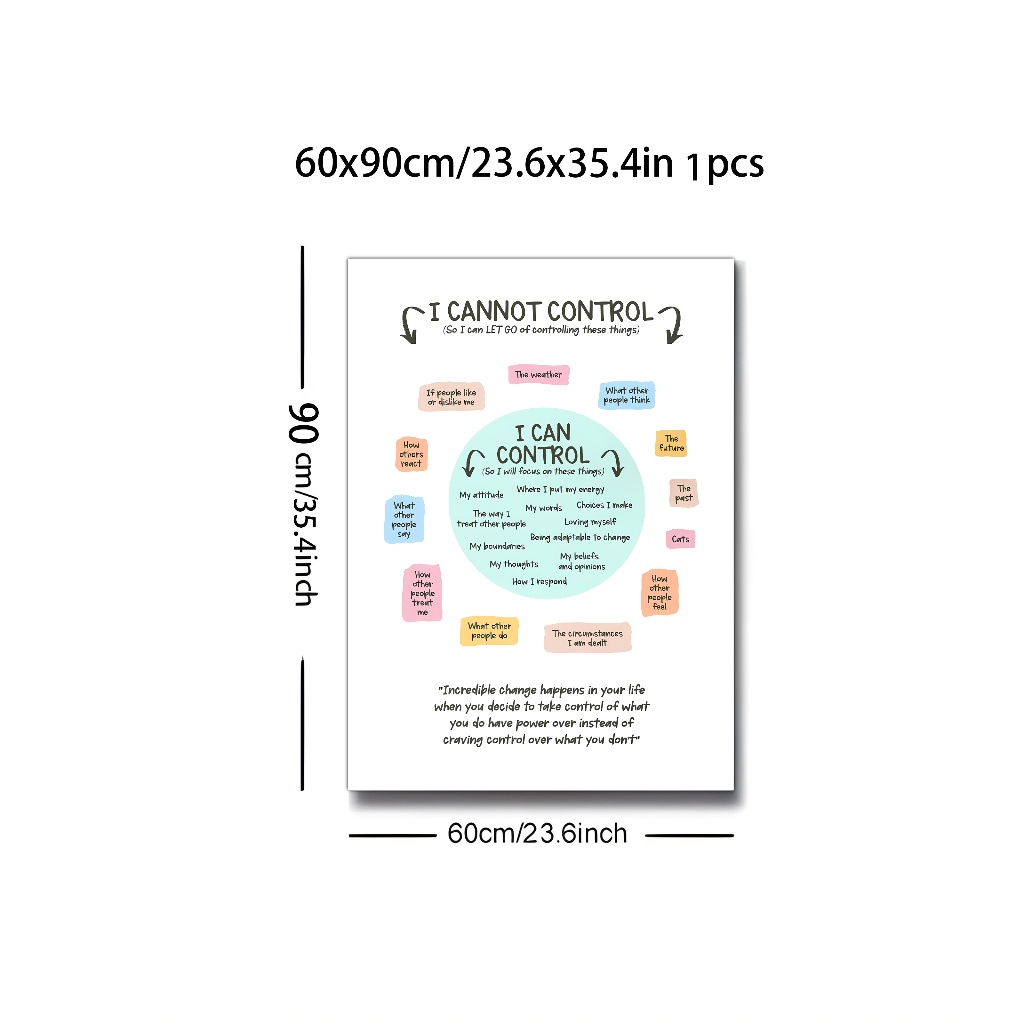 60x90cm/23.6x35.4in 1pcs
90 cm/35.4inch
I CANNOT CONTROL
(So I can LET GO of controlling these things)
The weather
If people like
or dislike me
What other
people think
How
others
react
The
future
What
other
people
say
The
past
Cats
How
other
people
treat
me
How
other
people
feel
What other
people do
The circumstances
I am dealt
I CAN
CONTROL
(So I will focus on these things)
My attitude
Where I put my energy
The way I
treat other people
My words
Choices I make
Loving myself
Being adaptable to change
My boundaries
My thoughts
My beliefs
and opinions
How I respond
"Incredible change happens in your life
when you decide to take control of what
you do have power over instead of
craving control over what you don't"
60cm/23.6inch